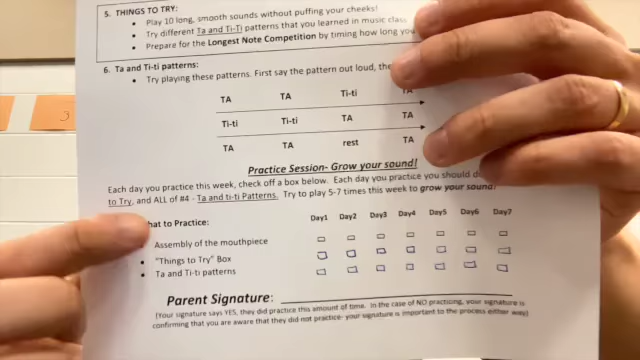 5. THINGS TO TRY:
• Play 10 long, smooth sounds without puffing your cheeks!
• Try different Ta and Ti-Ti patterns that you learned in music class
• Prepare for the Longest Note Competition by timing how long you
6. Ta and Ti-ti patterns:
• Try playing these patterns. First say the pattern out loud,
TA TA Ti-ti TA
Ti-ti Ti-ti TA TA
TA TA rest TA
Practice Session- Grow your sound!
Each day you practice this week, check off a box below. Each day you practice you should
to Try, and ALL of #4 - Ta and ti-ti Patterns. Try to play 5-7 times this week to grow your sound!
to Practice:
Day1 Day2 Day3 Day4 Day5 Day6 Day7
Assembly of the mouthpiece
• "Things to Try" Box
• Ta and Ti-ti patterns
Parent Signature:
(Your signature says YES, they did practice this amount of time. In the case of NO practicing, your signature is
confirming that you are aware that they did not practice- your signature is important to the process either way)
3